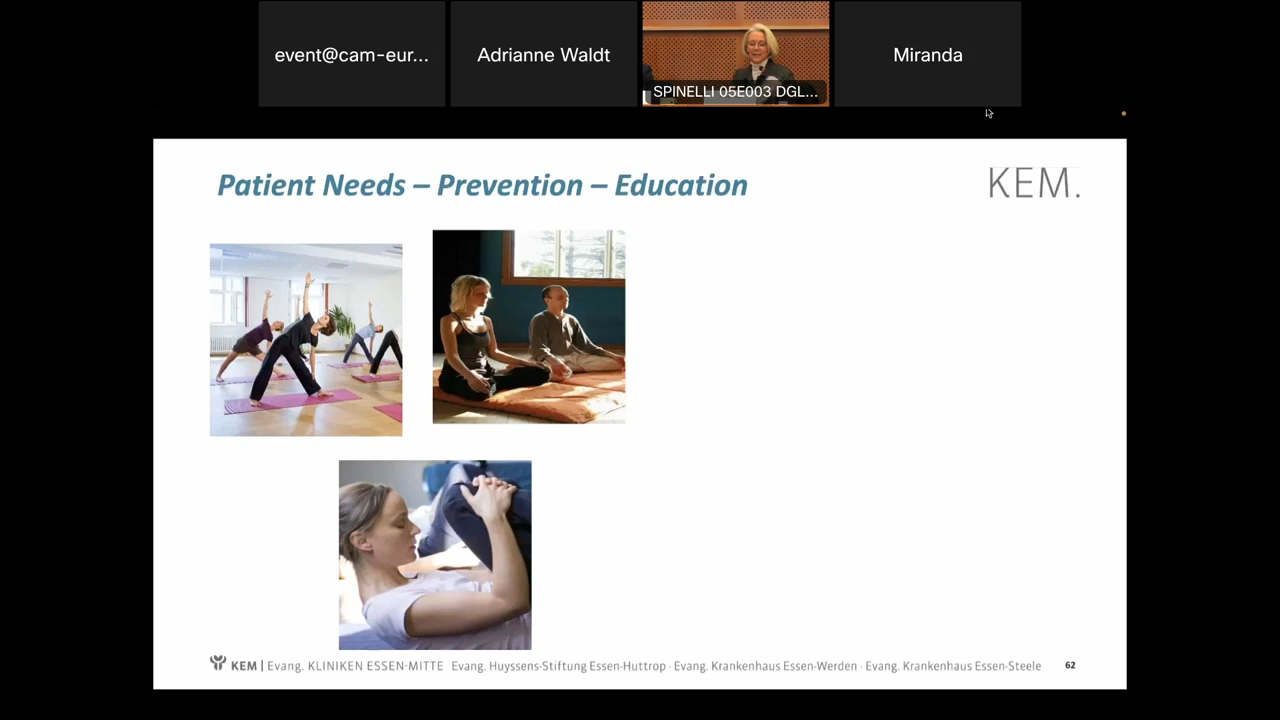 event@cam-eur...
Adrianne Waldt
SPINELLI 05E003 DGL...
Miranda
Patient Needs – Prevention – Education
KEM.
KEM | Evang. KLINIKEN ESSEN-MITTE Evang. Huyssens-Stiftung Essen-Huttrop · Evang. Krankenhaus Essen-Werden · Evang. Krankenhaus Essen-Steele 62